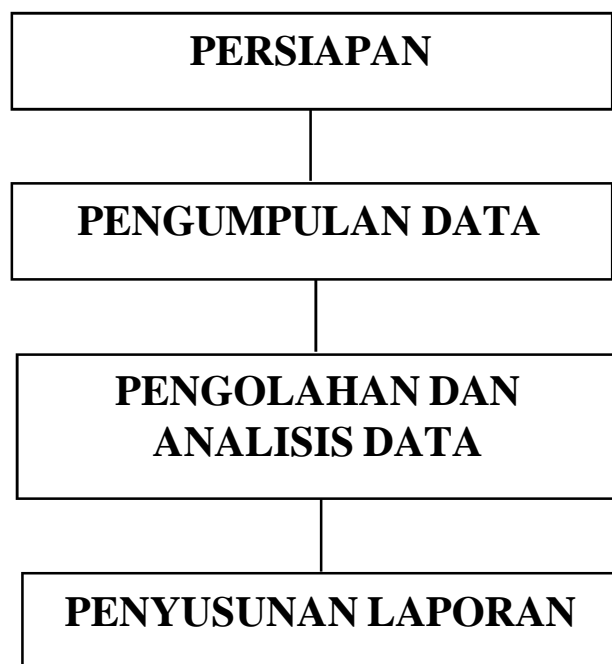 PERSIAPAN
PENGUMPULAN DATA
PENGOLAHAN DAN
ANALISIS DATA
PENYUSUNAN LAPORAN